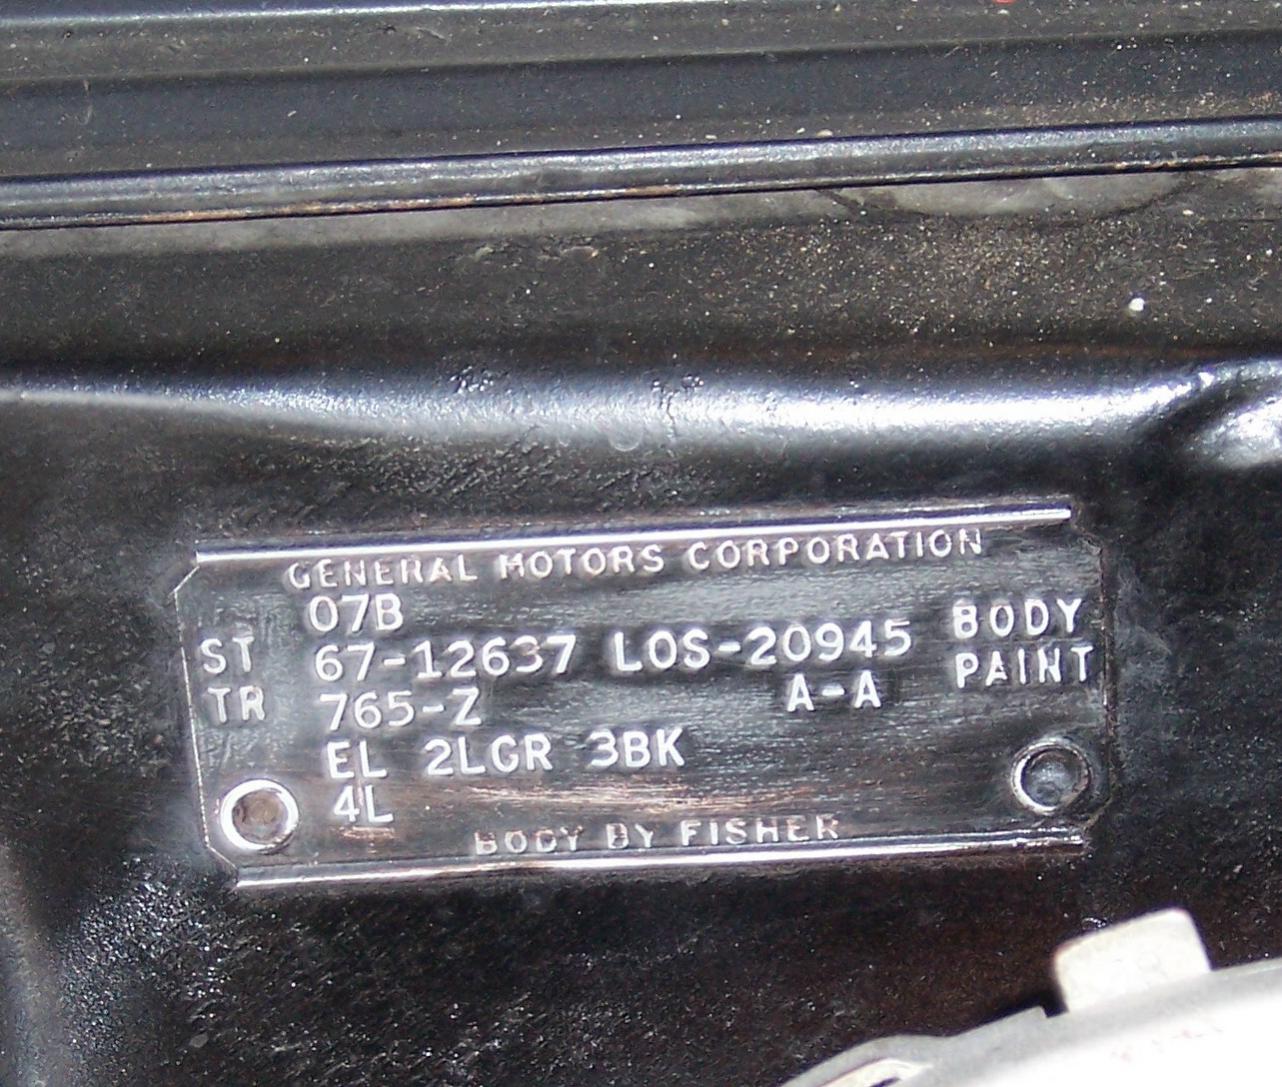 GENERAL MOTORS CORPORATION
07B
ST 67-12637 LOS-20945 BODY
TR 765-Z A-A PAINT
EL 2LGR 3BK
4L
BODY BY FISHER